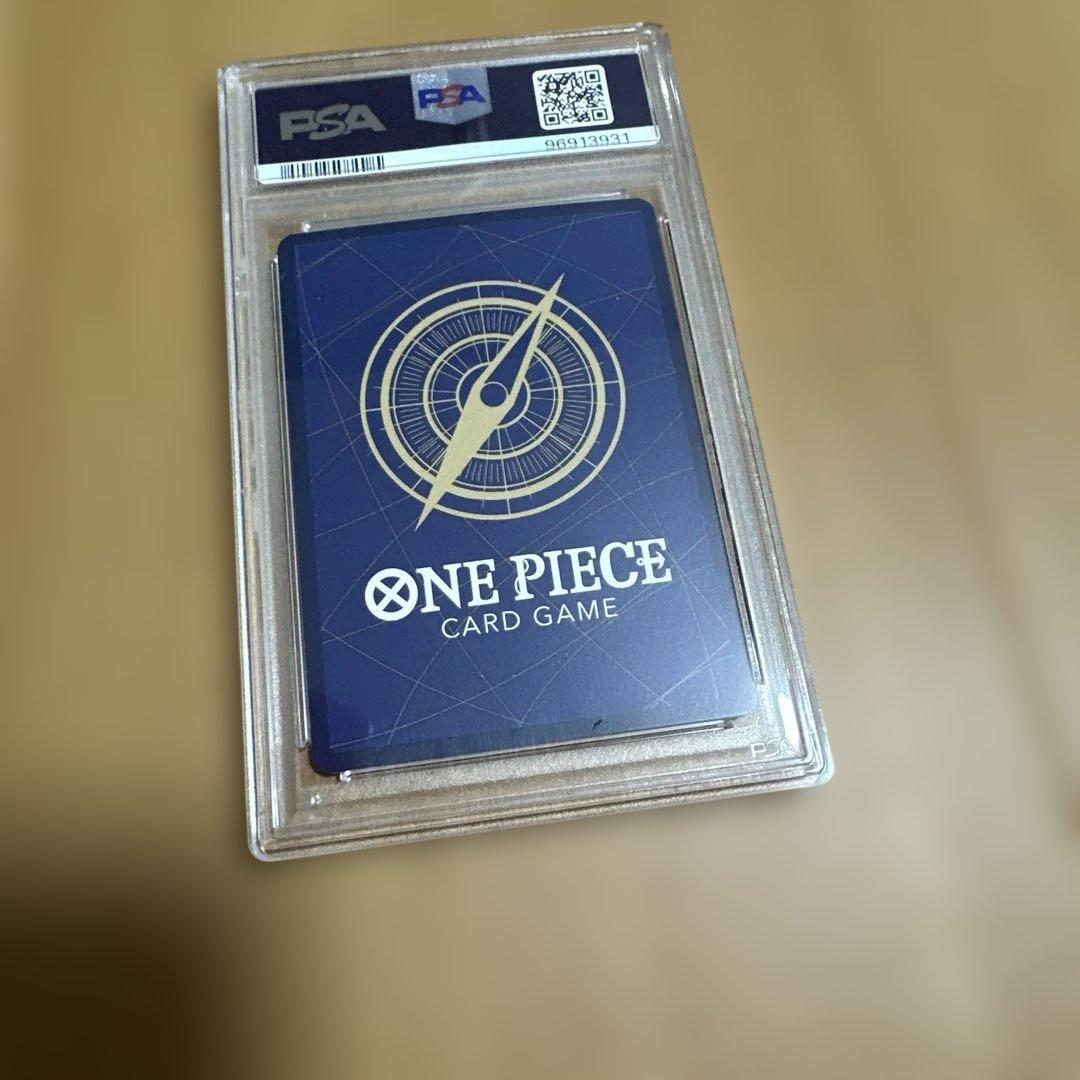 PSA
PSA
96913931
ONE PIECE
CARD GAME
PSA